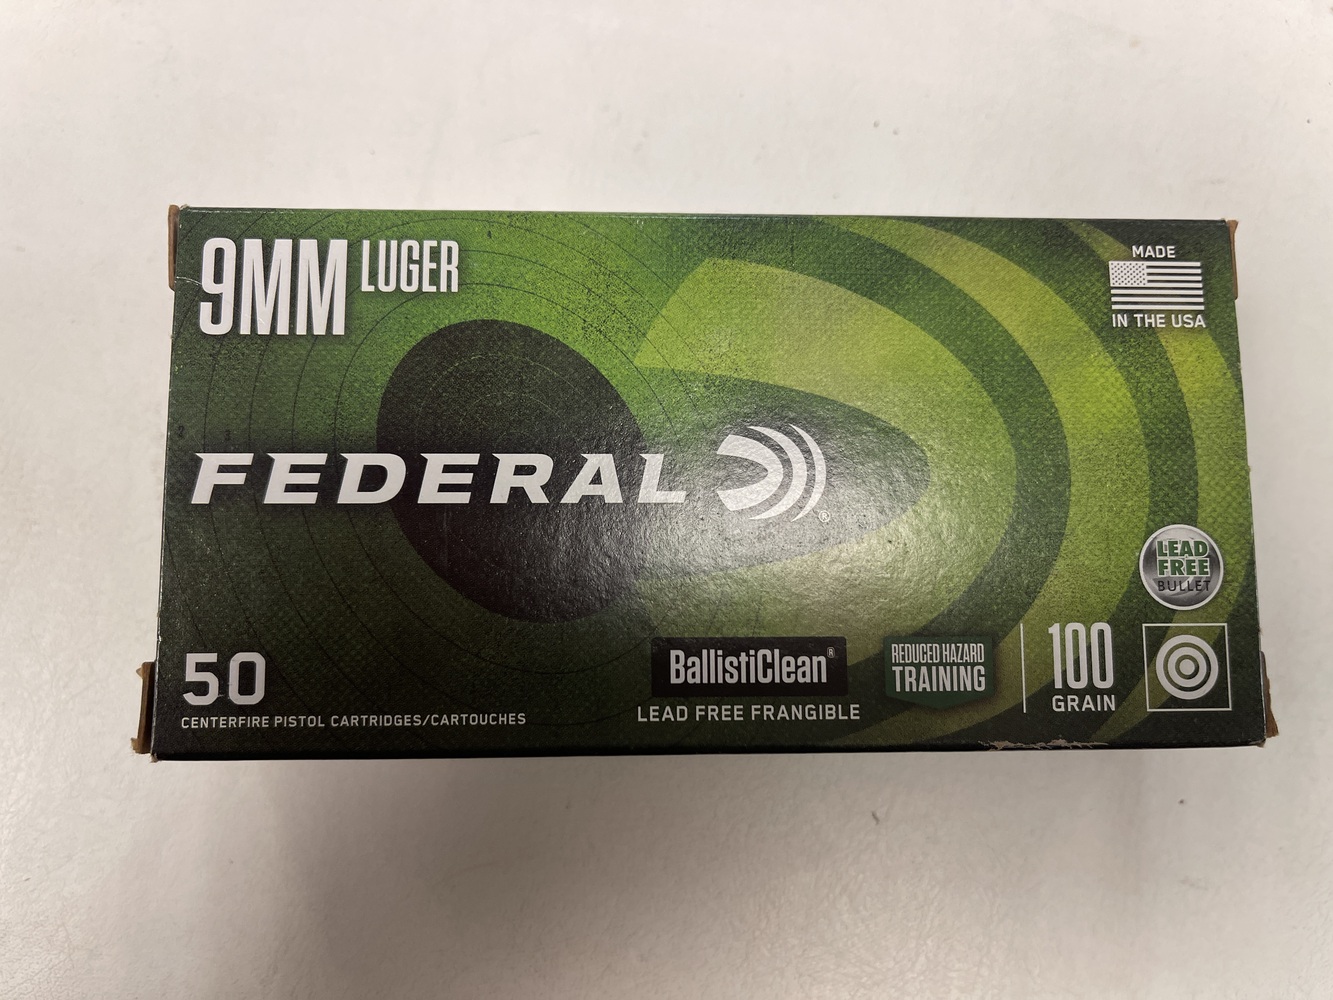 9MM LUGER
MADE
IN THE USA
FEDERAL ®
LEAD
FREE
BULLET
50
CENTERFIRE PISTOL CARTRIDGES/CARTOUCHES
BallistiClean®
LEAD FREE FRANGIBLE
REDUCED HAZARD
TRAINING
100
GRAIN